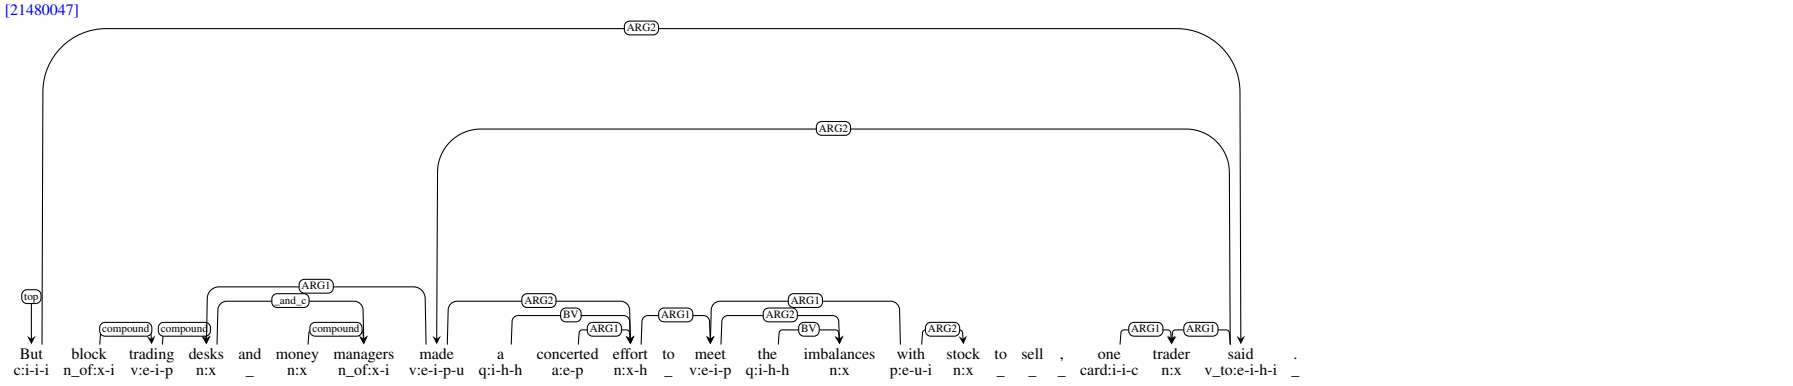 [21480047]
ARG2
ARG2
top ARG1
_and_c ARG2 ARG1
BV ARG2
compound compound compound ARG1 ARG1 BV ARG2 ARG1 ARG1
But block trading desks and money managers made a concerted effort to meet the imbalances with stock to sell , one trader said .
c:i-i-i n_of:x-i v:e-i-p n:x _ n:x n_of:x-i v:e-i-p-u q:i-h-h a:e-p n:x-h _ v:e-i-p q:i-h-h n:x p:e-u-i n:x _ _ _ card:i-i-c n:x v_to:e-i-h-i _